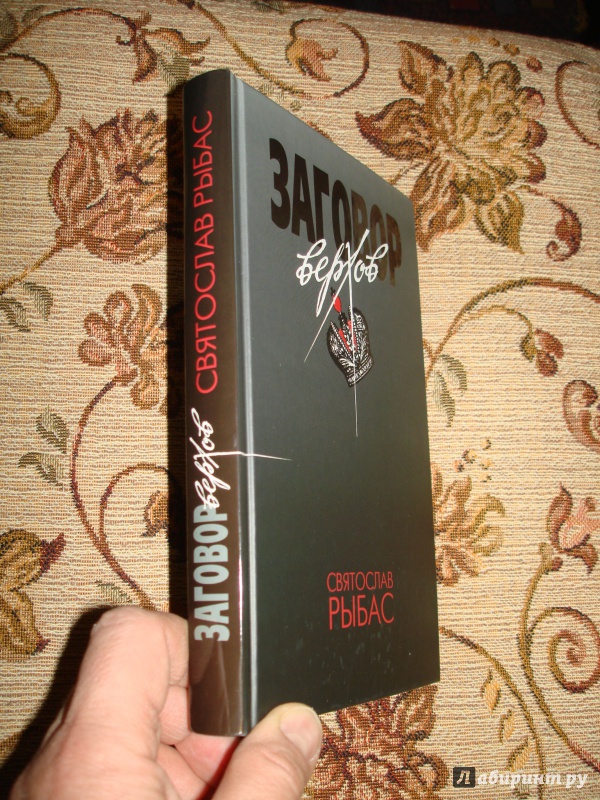 ЗАГОВОР
верхов
СВЯТОСЛАВ
РЫБАС
ЗАГОВОР верхов СВЯТОСЛАВ РЫБАС
Лабиринт.ру